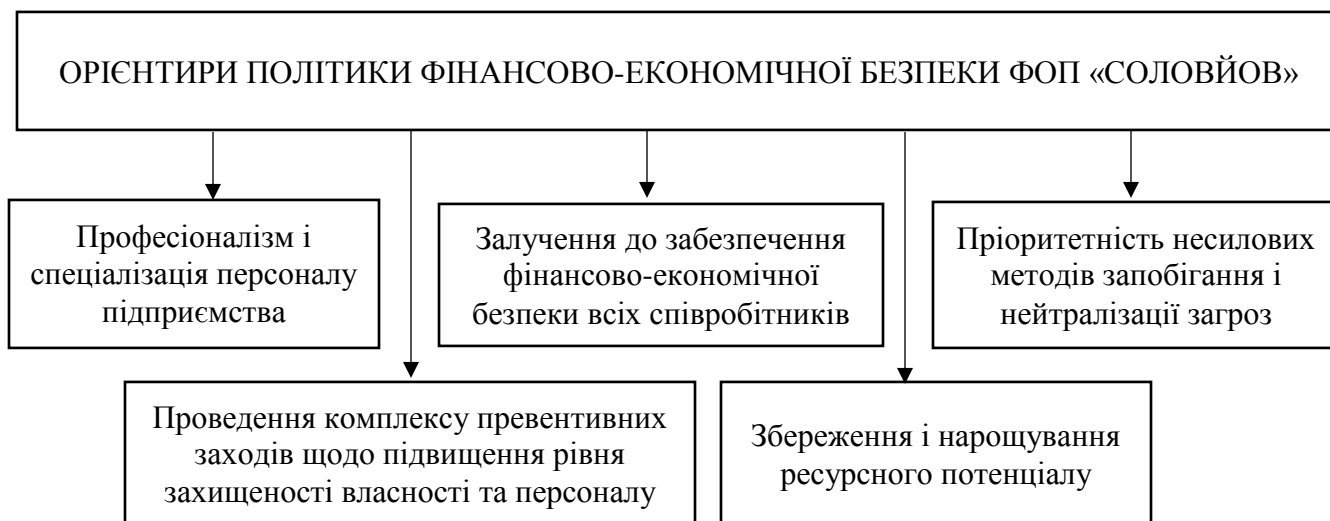 ОРІЄНТИРИ ПОЛІТИКИ ФІНАНСОВО-ЕКОНОМІЧНОЇ БЕЗПЕКИ ФОП «СОЛОВЙОВ»
Професіоналізм і
спеціалізація персоналу
підприємства
Залучення до забезпечення
фінансово-економічної
безпеки всіх співробітників
Пріоритетність несилових
методів запобігання і
нейтралізації загроз
Проведення комплексу превентивних
заходів щодо підвищення рівня
захищеності власності та персоналу
Збереження і нарощування
ресурсного потенціалу